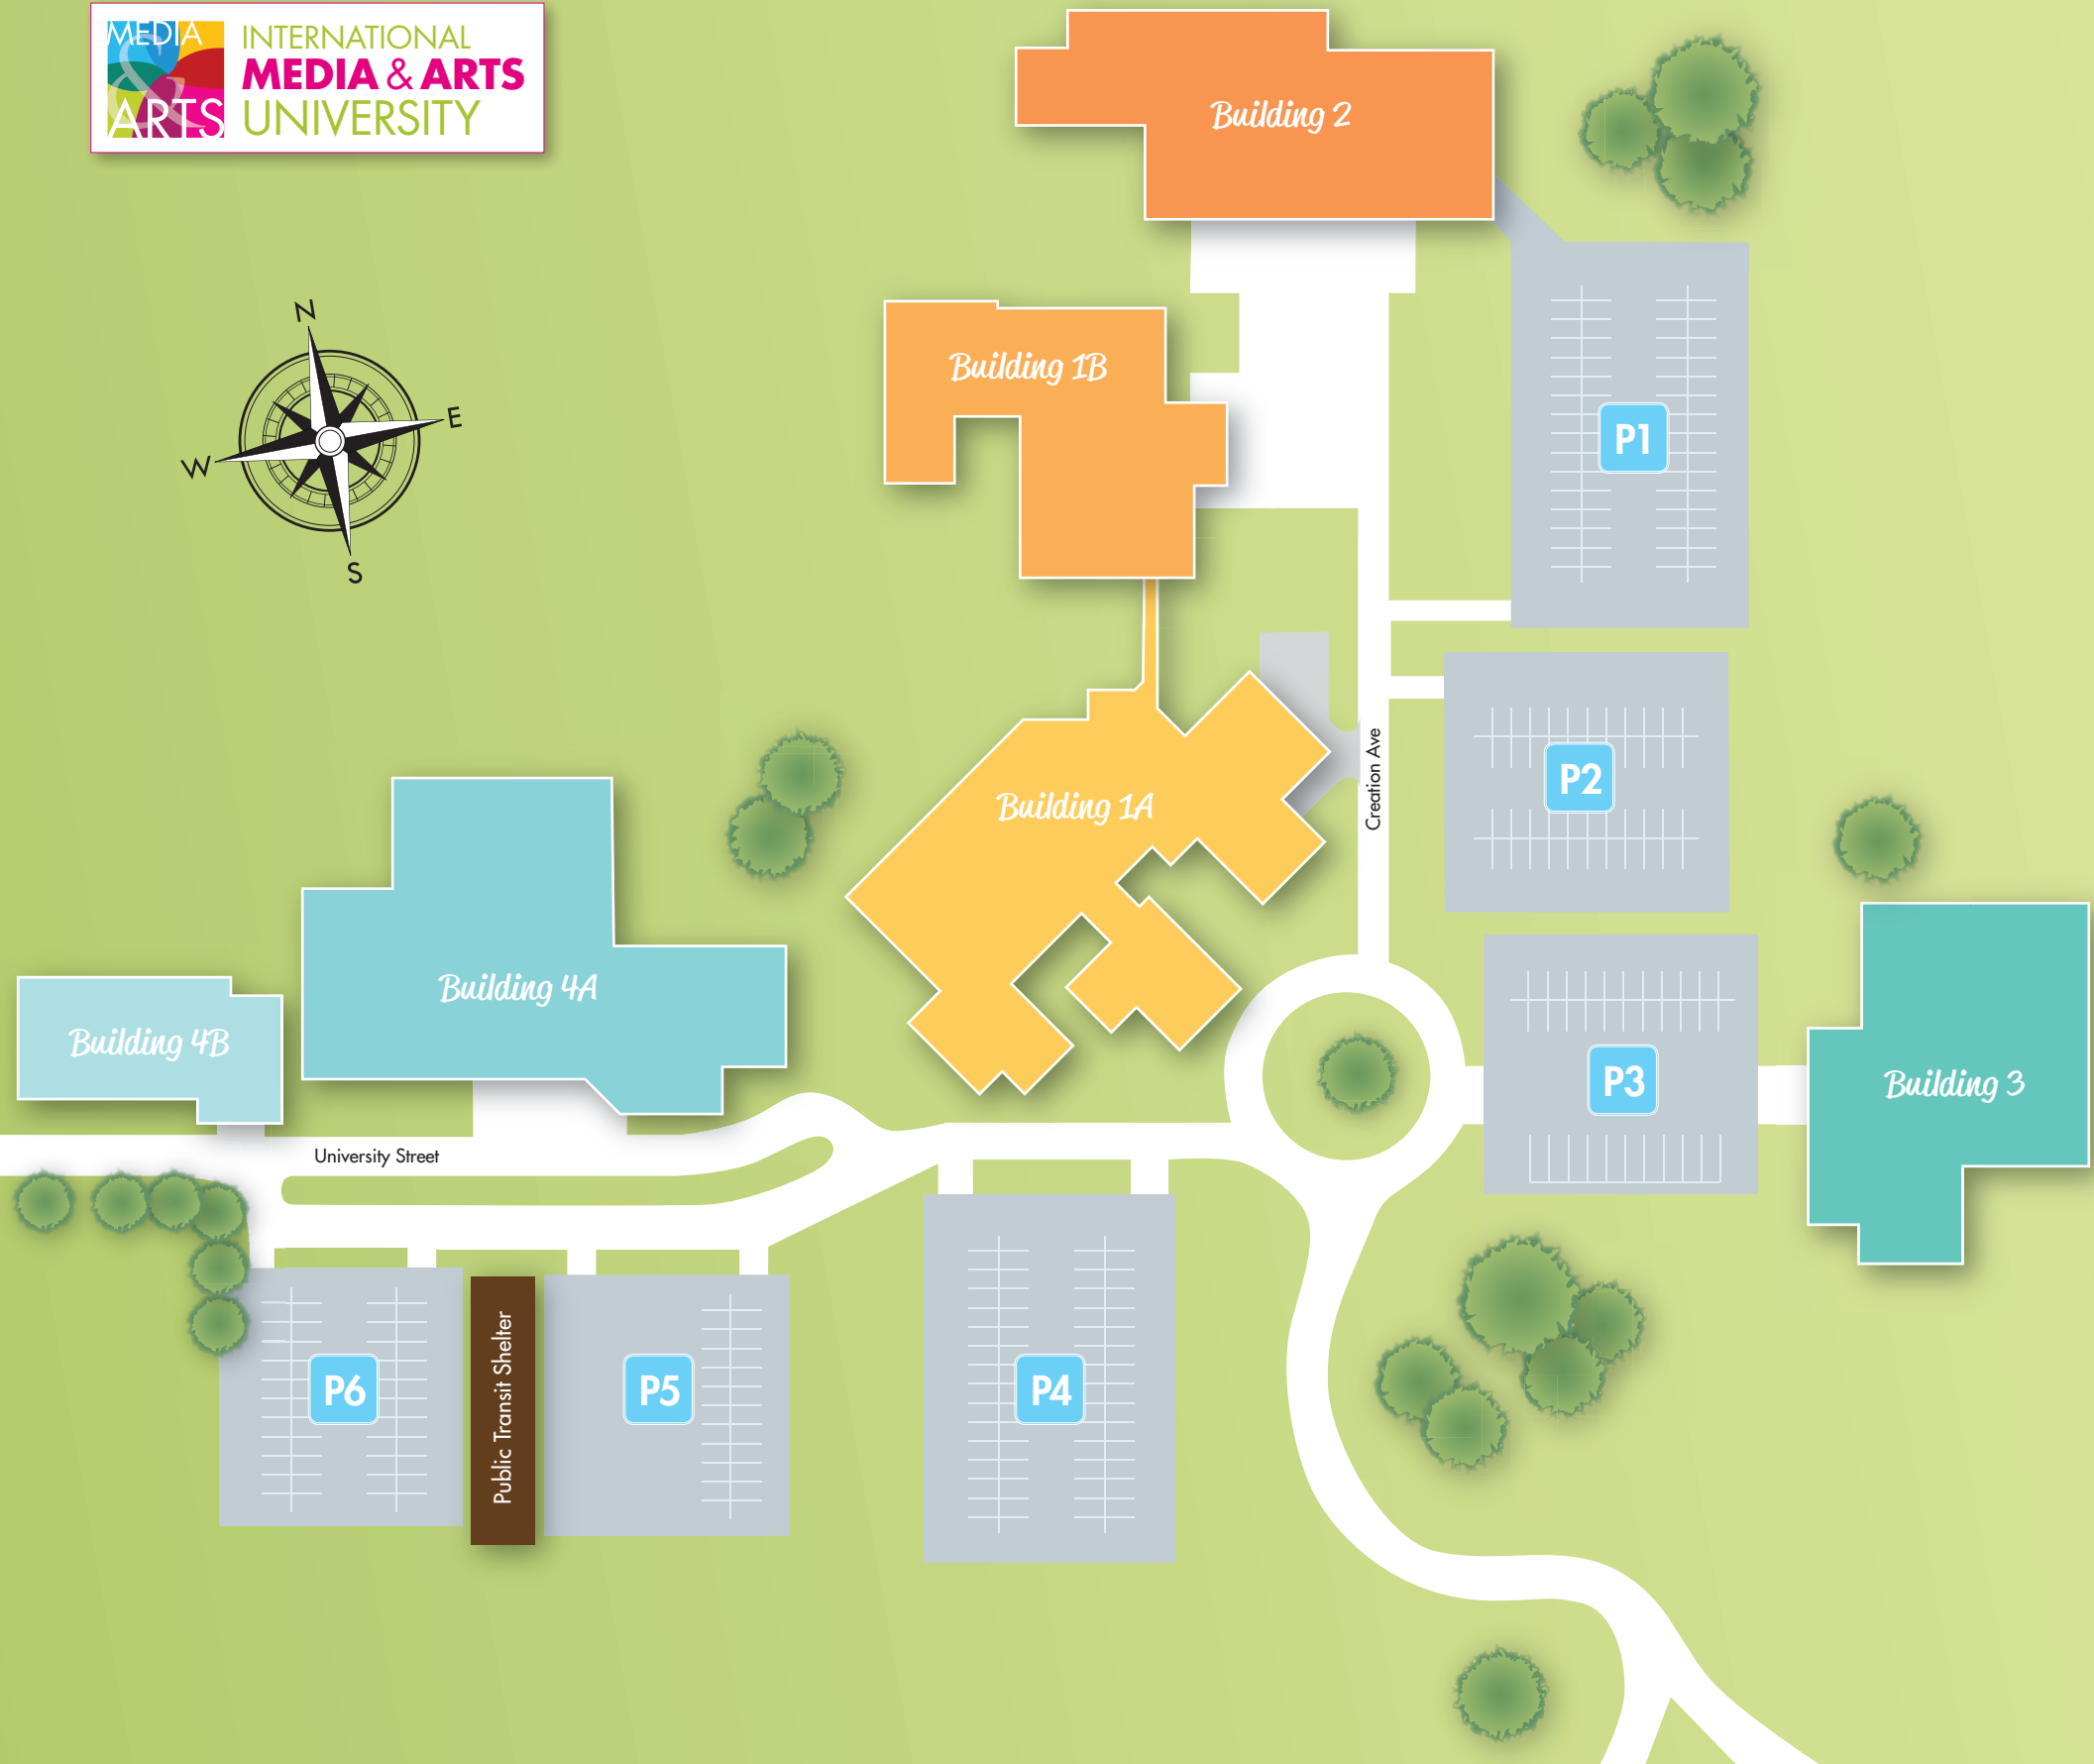 MEDIA
&
ARTS
INTERNATIONAL
MEDIA & ARTS
UNIVERSITY
Building 2
N
Building 1B
E
P1
W
S
Creation Ave
P2
Building 1A
Building 4A
Building 4B
P3
Building 3
University Street
P6
Public Transit Shelter
P5
P4